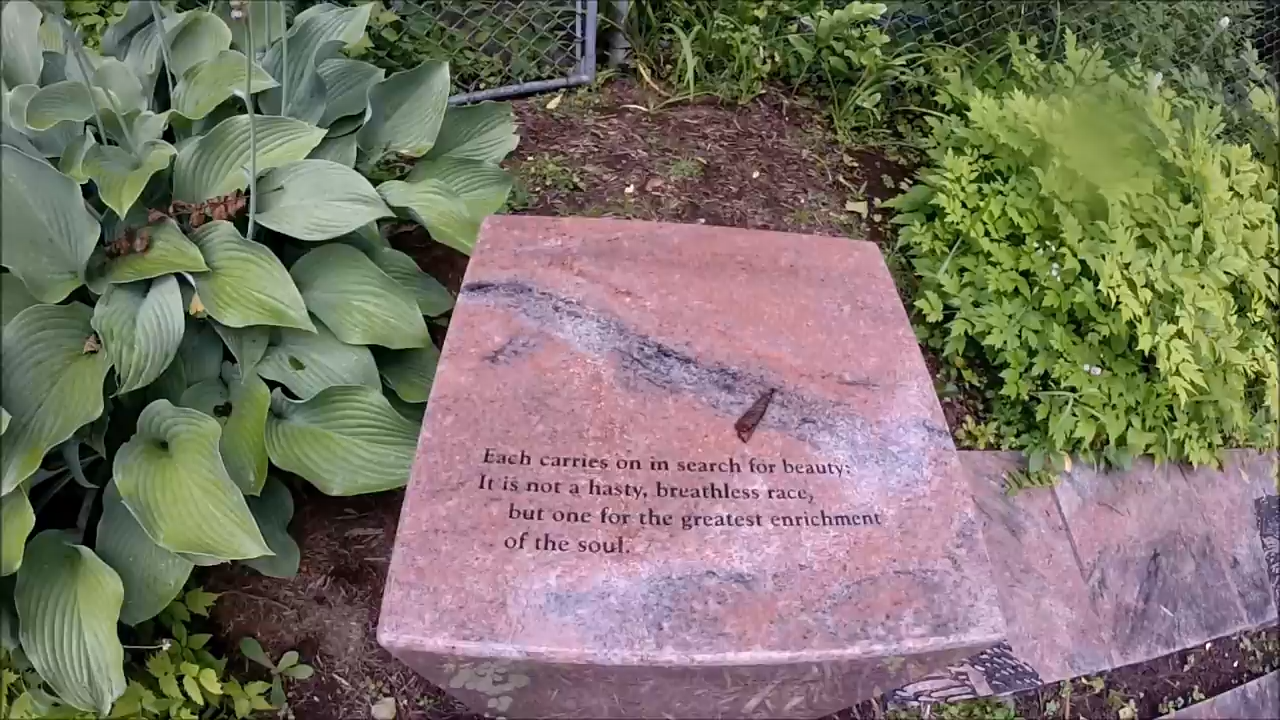 Each carries on in search for beauty:
It is not a hasty, breathless race,
but one for the greatest enrichment
of the soul.